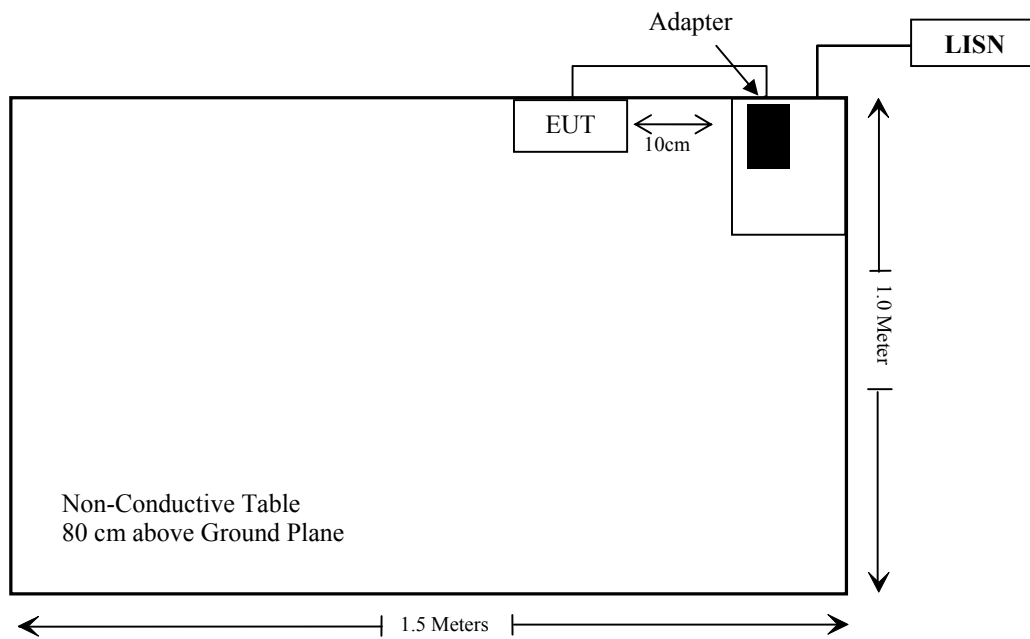 Adapter
LISN
EUT
10cm
1.0 Meter
Non-Conductive Table
80 cm above Ground Plane
1.5 Meters